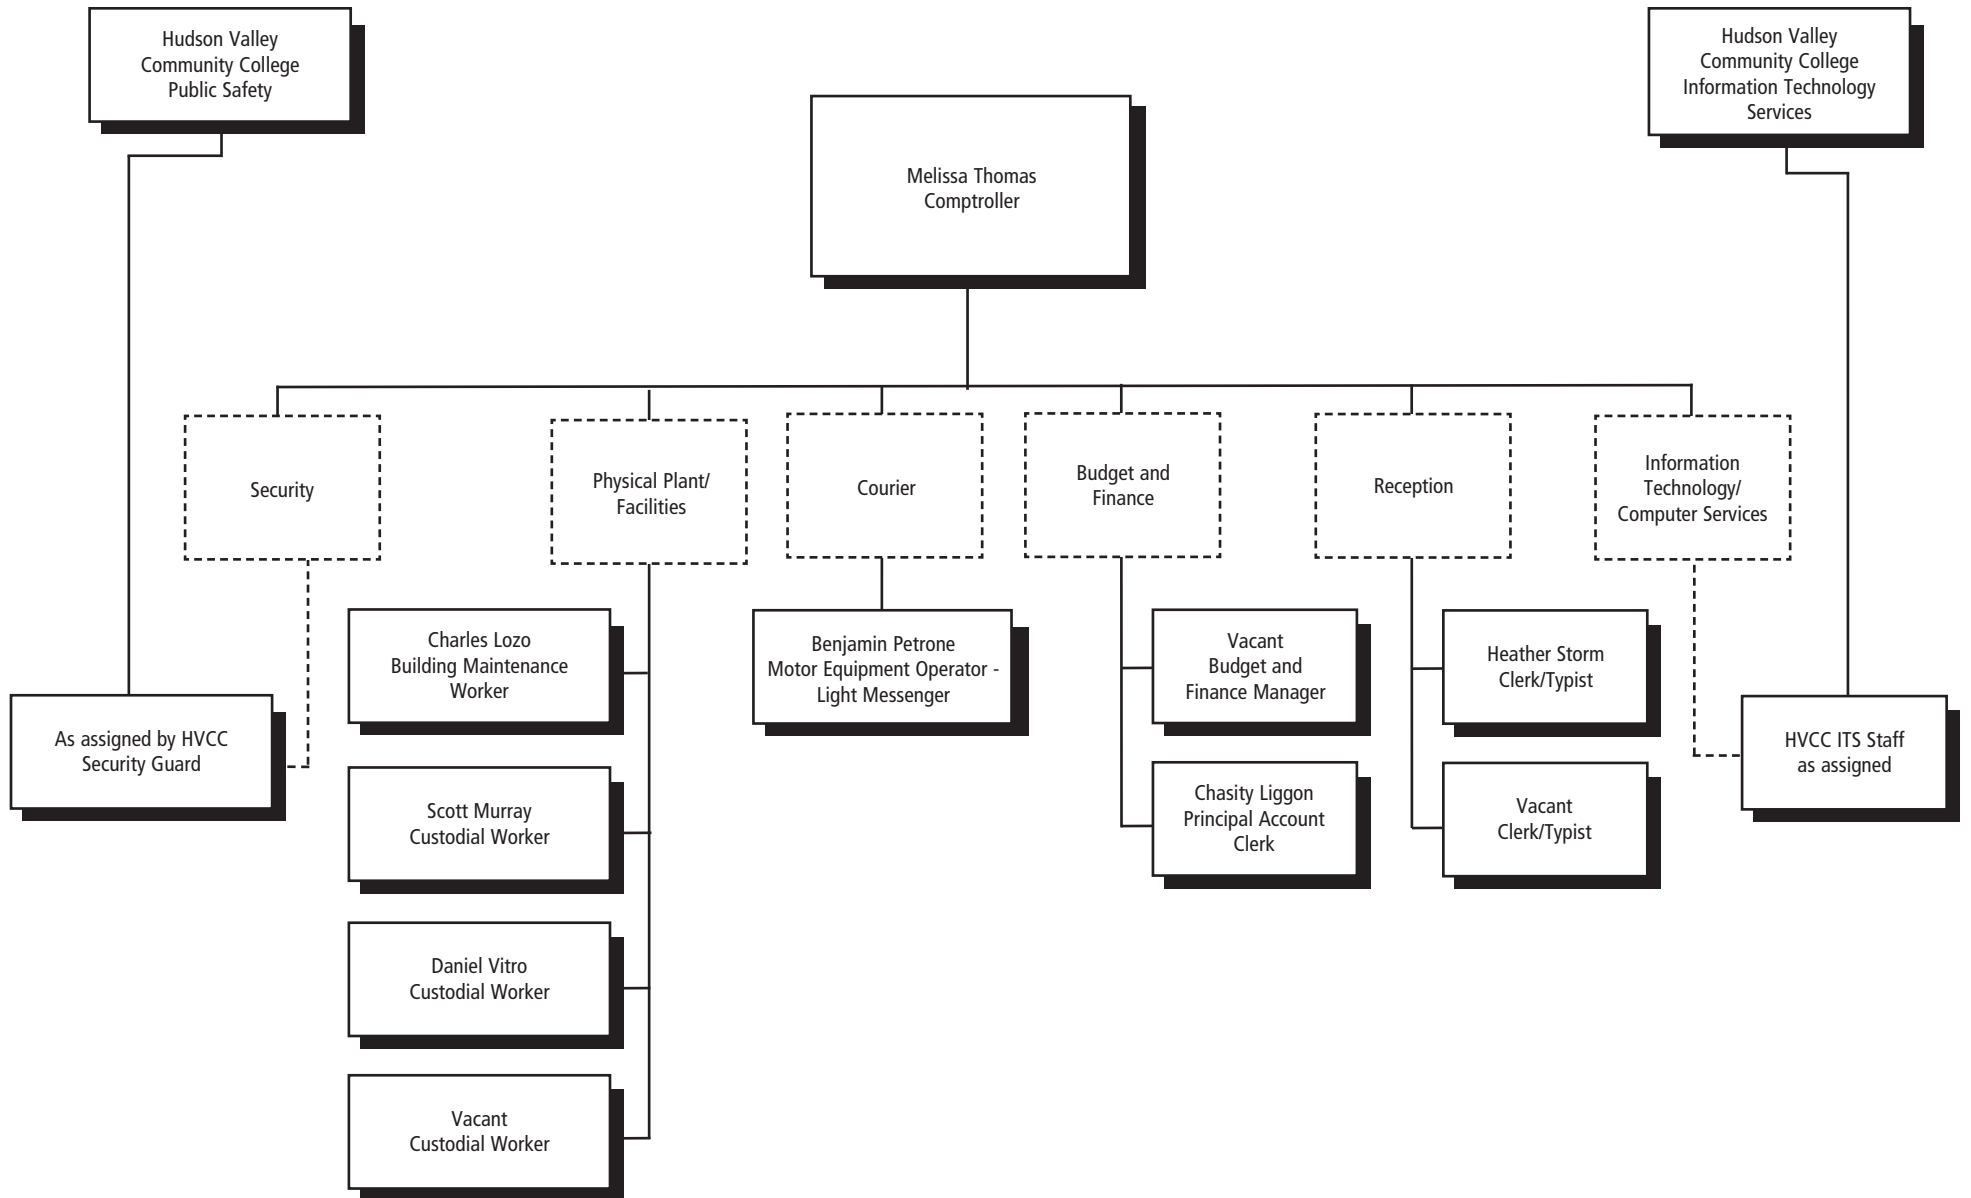 Hudson Valley
Community College
Public Safety
Hudson Valley
Community College
Information Technology
Services
Melissa Thomas
Comptroller
Security
Physical Plant/
Facilities
Courier
Budget and
Finance
Reception
Information
Technology/
Computer Services
Charles Lozo
Building Maintenance
Worker
Benjamin Petrone
Motor Equipment Operator -
Light Messenger
Vacant
Budget and
Finance Manager
Heather Storm
Clerk/Typist
As assigned by HVCC
Security Guard
HVCC ITS Staff
as assigned
Scott Murray
Custodial Worker
Chasity Liggon
Principal Account
Clerk
Vacant
Clerk/Typist
Daniel Vitro
Custodial Worker
Vacant
Custodial Worker